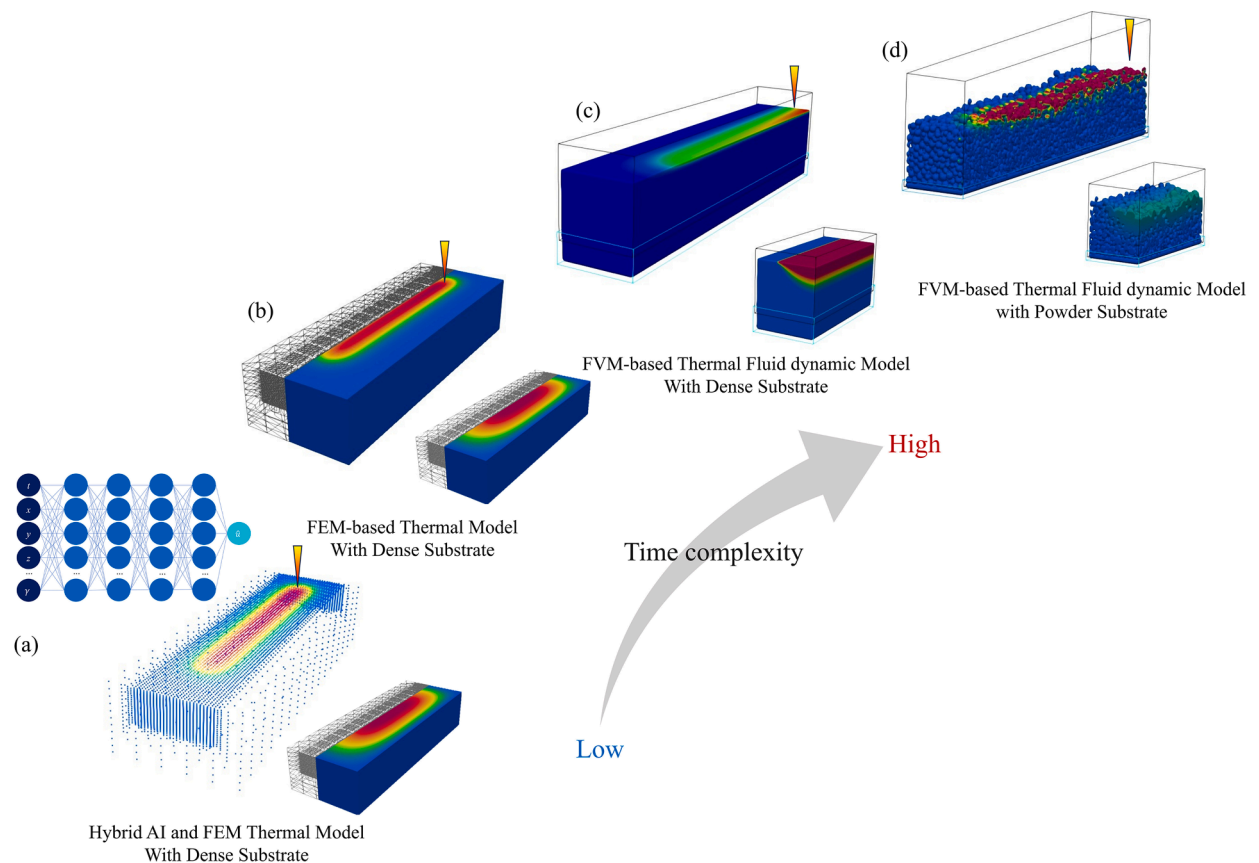 (d)
(c)
FVM-based Thermal Fluid dynamic Model
with Powder Substrate
(b)
FVM-based Thermal Fluid dynamic Model
With Dense Substrate
High
t
x
y
z
...
γ
... ... ... ...
û
FEM-based Thermal Model
With Dense Substrate
Time complexity
(a)
Low
Hybrid AI and FEM Thermal Model
With Dense Substrate